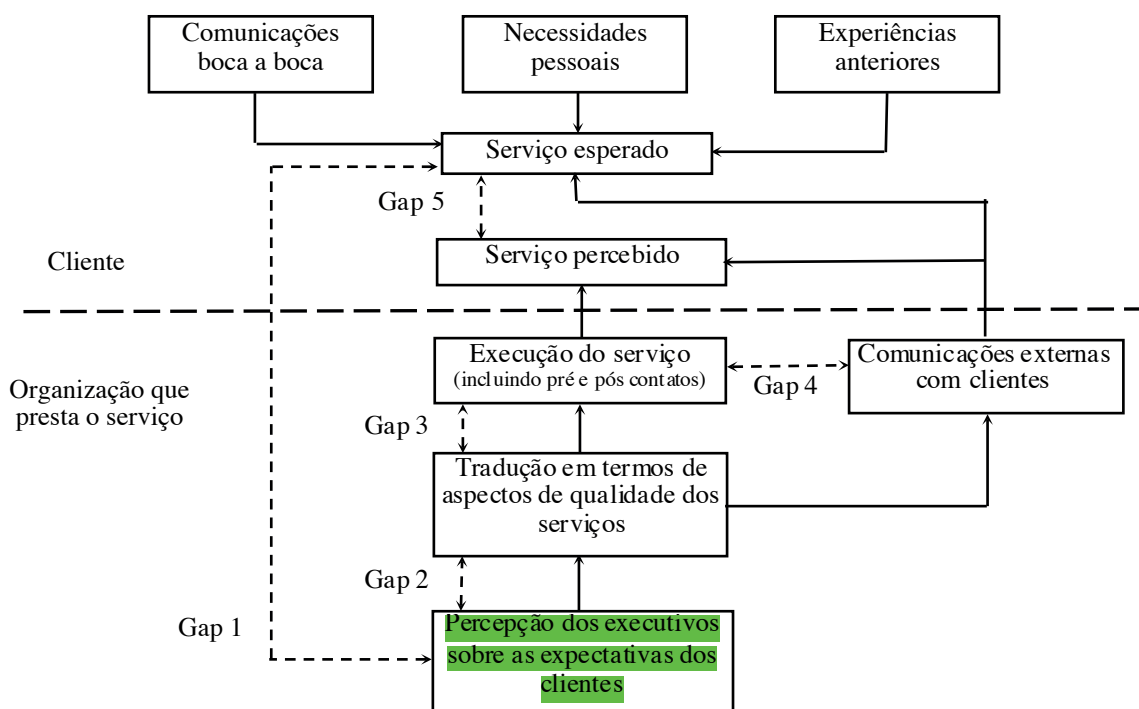 Comunicações
boca a boca
Necessidades
pessoais
Experiências
anteriores
Serviço esperado
Gap 5
Serviço percebido
Cliente
Execução do serviço
(incluindo pré e pós contatos)
Comunicações externas
com clientes
Gap 4
Organização que
presta o serviço
Gap 3
Tradução em termos de
aspectos de qualidade dos
serviços
Gap 2
Gap 1
Percepção dos executivos
sobre as expectativas dos
clientes